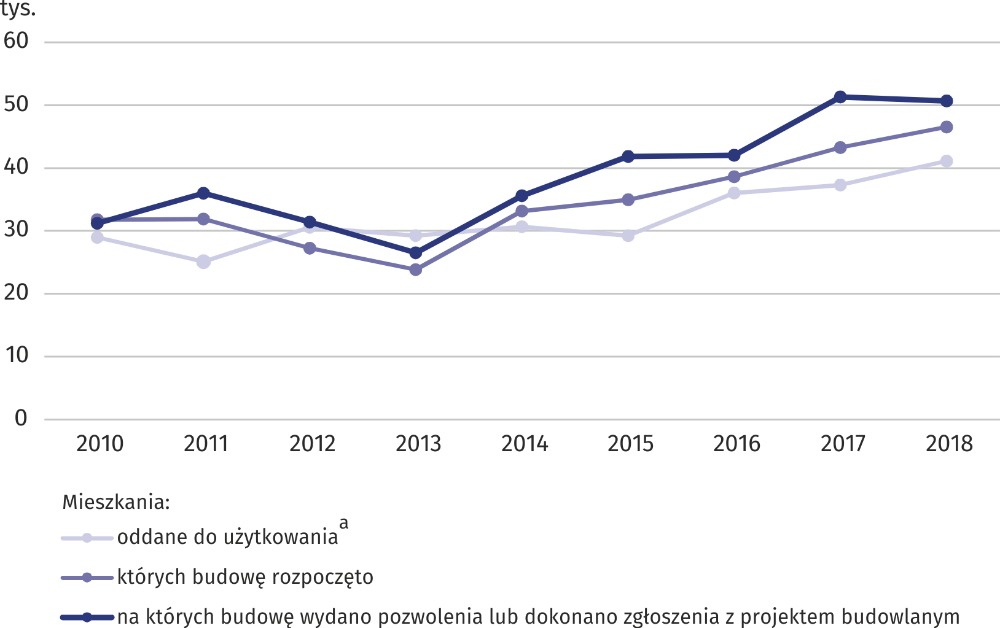 tys.
60
50
40
30
20
10
0
2010 2011 2012 2013 2014 2015 2016 2017 2018
Mieszkania:
oddane do użytkowania a
których budowę rozpoczęto
na których budowę wydano pozwolenia lub dokonano zgłoszenia z projektem budowlanym